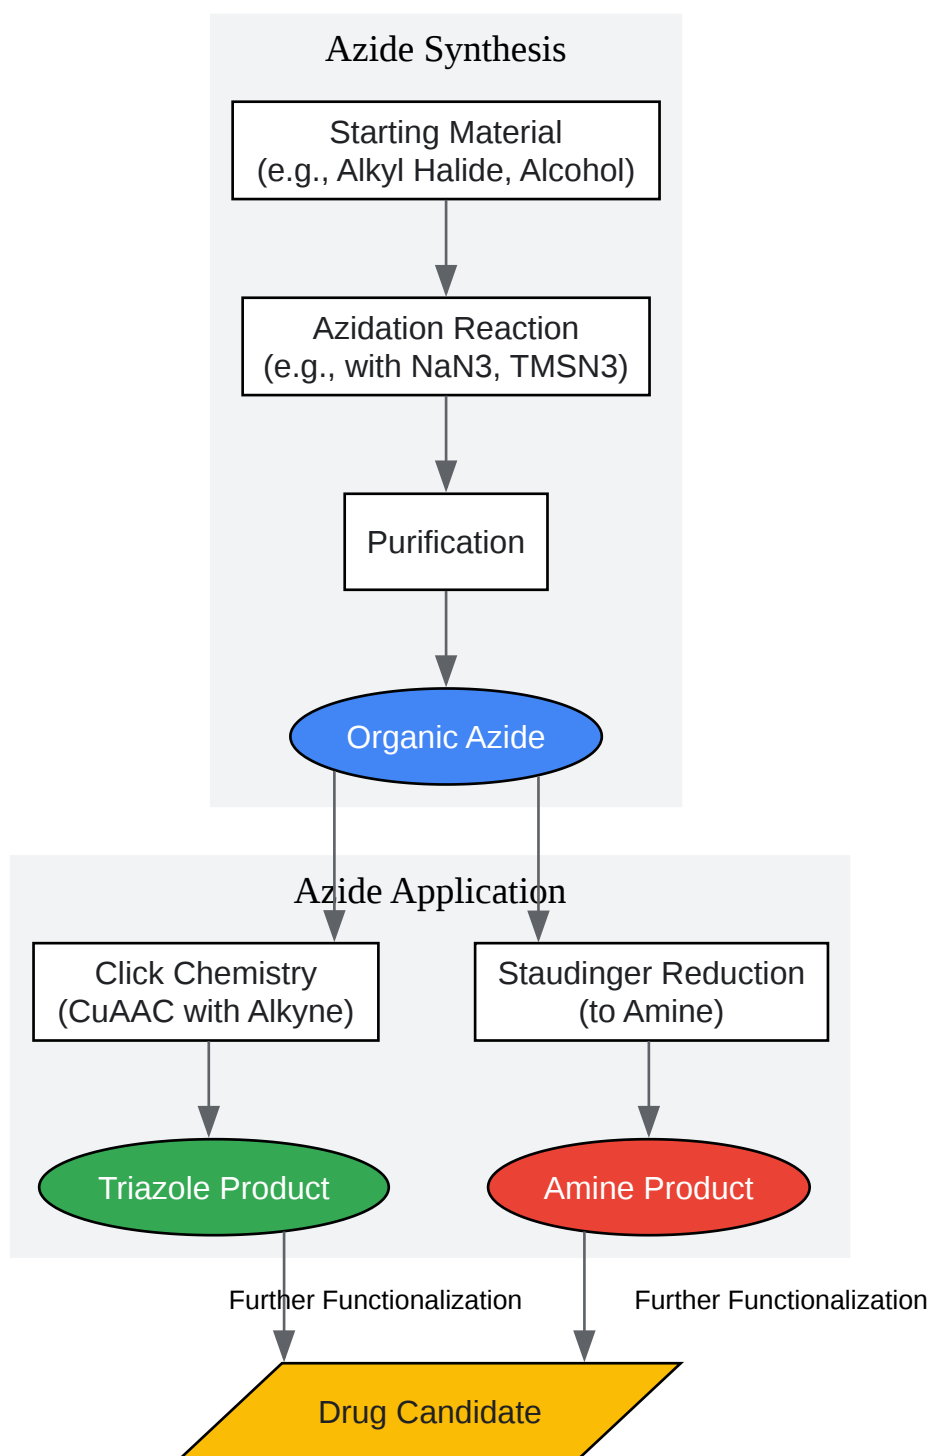 Azide Synthesis
Starting Material
(e.g., Alkyl Halide, Alcohol)
Azidation Reaction
(e.g., with NaN3, TMSN3)
Purification
Organic Azide
Azide Application
Click Chemistry
(CuAAC with Alkyne)
Staudinger Reduction
(to Amine)
Triazole Product
Amine Product
Further Functionalization
Further Functionalization
Drug Candidate